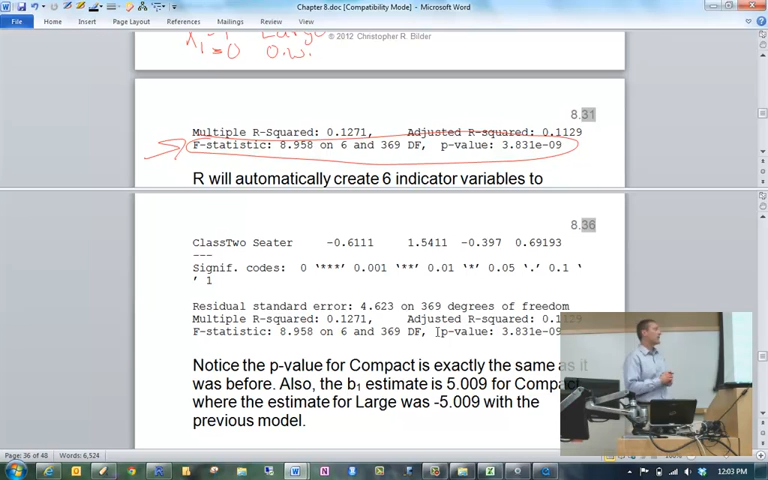 Chapter 8.doc [Compatibility Mode] - Microsoft Word
File Home Insert Page Layout References Mailings Review View
Large
=0 O.W.
© 2012 Christopher R. Bilder
8.31
Multiple R-Squared: 0.1271, Adjusted R-squared: 0.1129
F-statistic: 8.958 on 6 and 369 DF, p-value: 3.831e-09
R will automatically create 6 indicator variables to
8.36
ClassTwo Seater -0.6111 1.5411 -0.397 0.69193
---
Signif. codes: 0 ‘***’ 0.001 ‘**’ 0.01 ‘*’ 0.05 ‘.’ 0.1 ‘
’ 1
Residual standard error: 4.623 on 369 degrees of freedom
Multiple R-Squared: 0.1271, Adjusted R-squared: 0.1129
F-statistic: 8.958 on 6 and 369 DF, p-value: 3.831e-09
Notice the p-value for Compact is exactly the same as it
was before. Also, the b1 estimate is 5.009 for Compact
where the estimate for Large was -5.009 with the
previous model.
Page: 36 of 48 Words: 6,524
12:03 PM